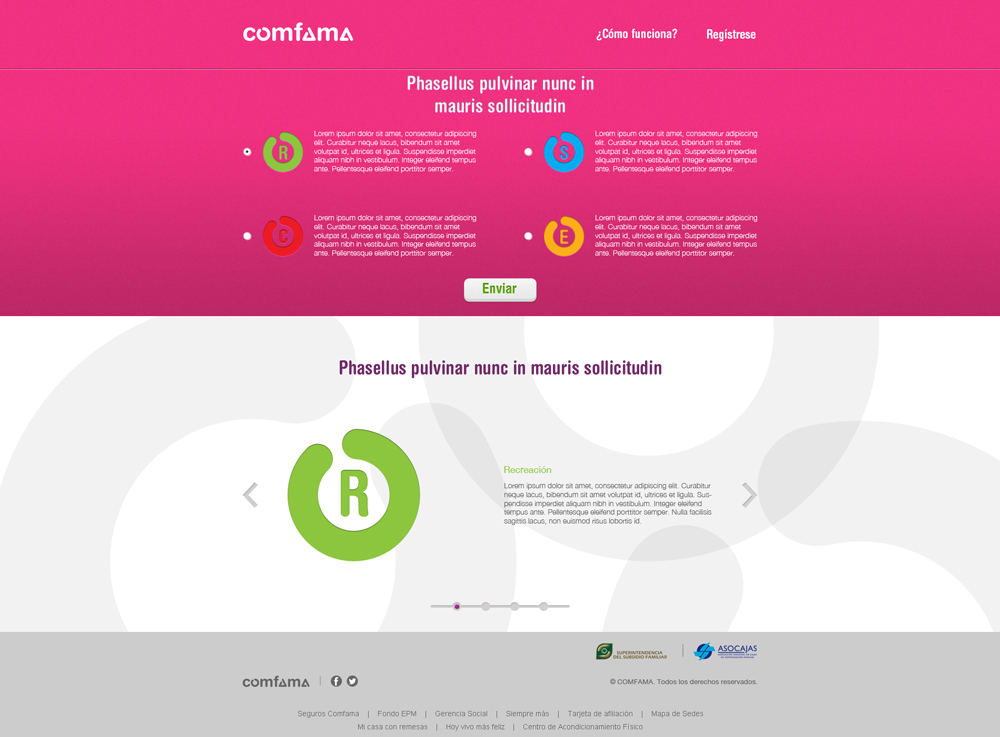 comfama
¿Cómo funciona? Regístrese
Phasellus pulvinar nunc in
mauris sollicitudin
R
Lorem ipsum dolor sit amet, consectetur adipiscing
elit. Curabitur neque lacus, bibendum sit amet
volutpat id, ultrices et ligula. Suspendisse imperdiet
aliquam nibh in vestibulum. Integer eleifend tempus
ante. Pellentesque eleifend porttitor semper.
S
Lorem ipsum dolor sit amet, consectetur adipiscing
elit. Curabitur neque lacus, bibendum sit amet
volutpat id, ultrices et ligula. Suspendisse imperdiet
aliquam nibh in vestibulum. Integer eleifend tempus
ante. Pellentesque eleifend porttitor semper.
C
Lorem ipsum dolor sit amet, consectetur adipiscing
elit. Curabitur neque lacus, bibendum sit amet
volutpat id, ultrices et ligula. Suspendisse imperdiet
aliquam nibh in vestibulum. Integer eleifend tempus
ante. Pellentesque eleifend porttitor semper.
E
Lorem ipsum dolor sit amet, consectetur adipiscing
elit. Curabitur neque lacus, bibendum sit amet
volutpat id, ultrices et ligula. Suspendisse imperdiet
aliquam nibh in vestibulum. Integer eleifend tempus
ante. Pellentesque eleifend porttitor semper.
Enviar
Phasellus pulvinar nunc in mauris sollicitudin
R
Recreación
Lorem ipsum dolor sit amet, consectetur adipiscing elit. Curabitur
neque lacus, bibendum sit amet volutpat id, ultrices et ligula. Sus-
pendisse imperdiet aliquam nibh in vestibulum. Integer eleifend
tempus ante. Pellentesque eleifend porttitor semper. Nulla facilisis
sagittis lacus, non euismod risus lobortis id.
SUPERINTENDENCIA
DEL SUBSIDIO FAMILIAR
ASOCAJAS
comfama
© COMFAMA. Todos los derechos reservados.
Seguros Comfama | Fondo EPM | Gerencia Social | Siempre más | Tarjeta de afiliación | Mapa de Sedes
Mi casa con remesas | Hoy vivo más feliz | Centro de Acondicionamiento Físico